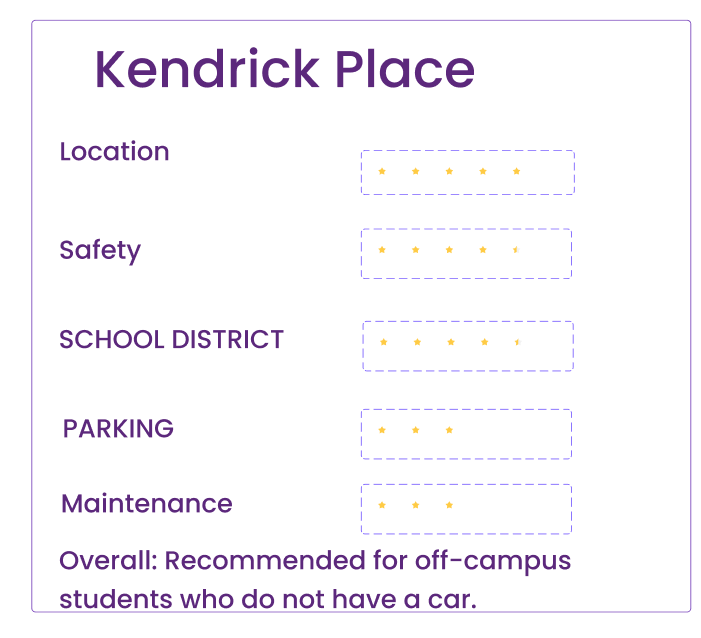 Kendrick Place
Location
Safety
SCHOOL DISTRICT
PARKING
Maintenance
Overall: Recommended for off-campus
students who do not have a car.